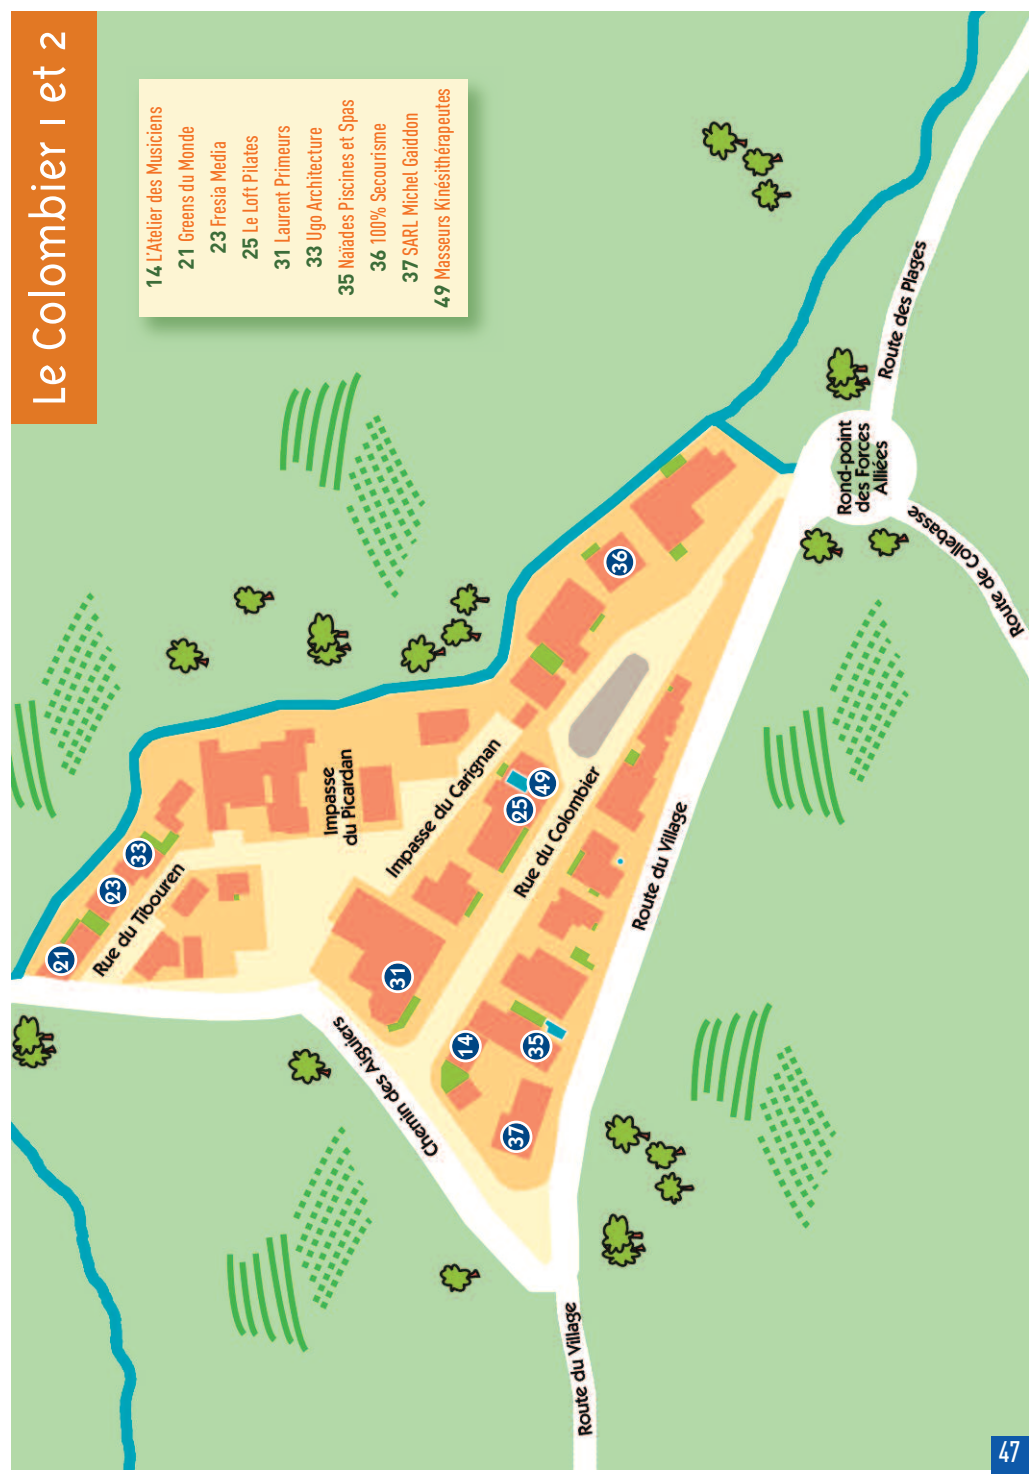 Le Colombier 1 et 2
14 L'Atelier des Musiciens
21 Greens du Monde
23 Fresia Media
25 Le Loft Pilates
31 Laurent Primeurs
33 Ugo Architecture
35 Naïades Piscines et Spas
36 100% Secourisme
37 SARL Michel Gaiddon
49 Masseurs Kinésithérapeutes
21
23
33
Rue du Tibouren
Impasse
du Picardan
Impasse du Carignan
31
25
49
36
Rue du Colombier
Chemin des Aiguiers
14
35
37
Route du Village
Route du Village
Rond-point
des Forces
Alliées
Route des Plages
Route de Collebasse
47